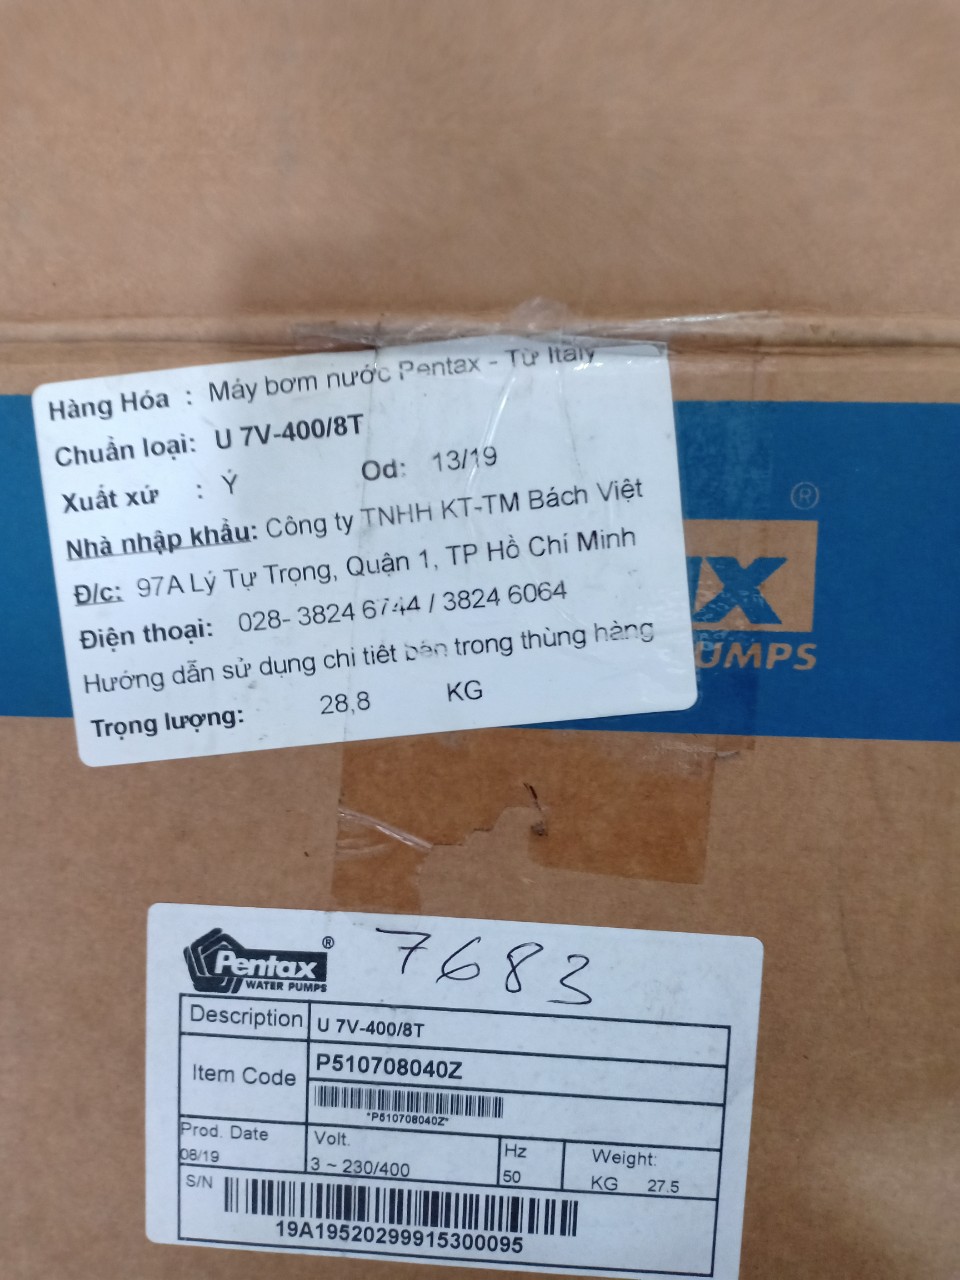 Hàng Hóa : Máy bơm nước Pentax - Từ Italy
Chuẩn loại: U 7V-400/8T
Xuất xứ : Ý Od: 13/19
Nhà nhập khẩu: Công ty TNHH KT-TM Bách Việt
Đ/c: 97A Lý Tự Trọng, Quận 1, TP Hồ Chí Minh
Điện thoại: 028- 3824 6744 / 3824 6064
Hướng dẫn sử dụng chi tiết bên trong thùng hàng
Trọng lượng: 28,8 KG
®
UMPS
Pentax ®
WATER PUMPS
7683
Description U 7V-400/8T
Item Code P510708040Z
*P510708040Z*
Prod. Date Volt. Hz Weight:
08/19 3 ~ 230/400 50 KG 27.5
S/N
19A19520299915300095